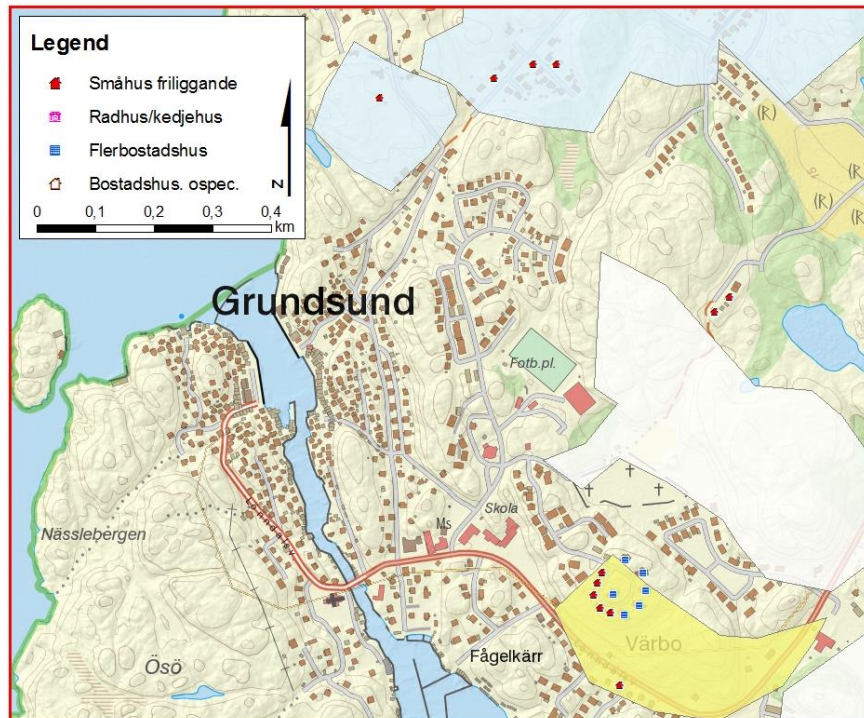 Legend
Småhus friliggande
Radhus/kedjehus
Flerbostadshus
Bostadshus. ospec.
N
0 0,1 0,2 0,3 0,4
km
(R)
(R)
(R)
15
Grundsund
Fotb.pl.
Skola
Ms
Nässlebergen
Värbo
Fågelkärr
Ösö